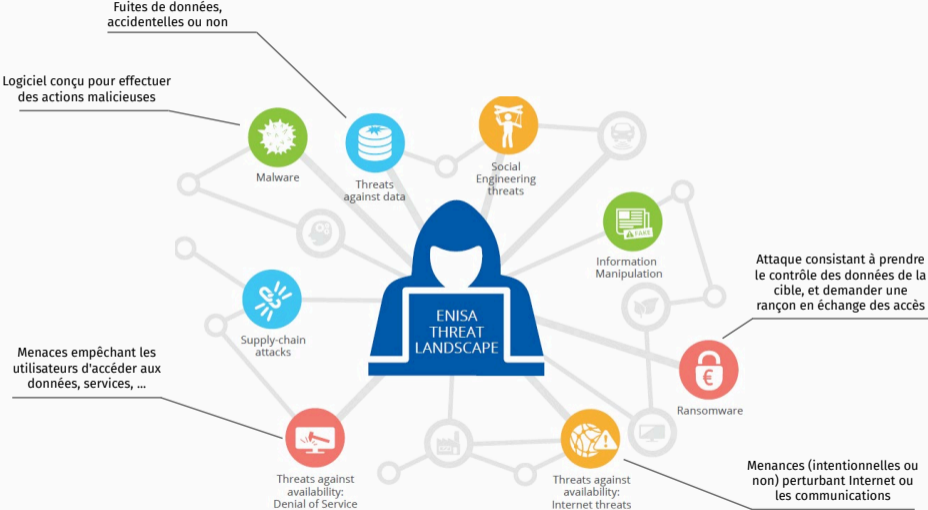 Fuites de données,
accidentelles ou non
Logiciel conçu pour effectuer
des actions malicieuses
Malware
Threats
against data
Social
Engineering
threats
FAKE
Information
Manipulation
Attaque consistant à prendre
le contrôle des données de la
cible, et demander une
rançon en échange des accès
ENISA
THREAT
LANDSCAPE
Supply-chain
attacks
Menaces empêchant les
utilisateurs d'accéder aux
données, services, ...
€
Ransomware
Threats against
availability:
Denial of Service
Threats against
availability:
Internet threats
Menances (intentionnelles ou
non) perturbant Internet ou
les communications